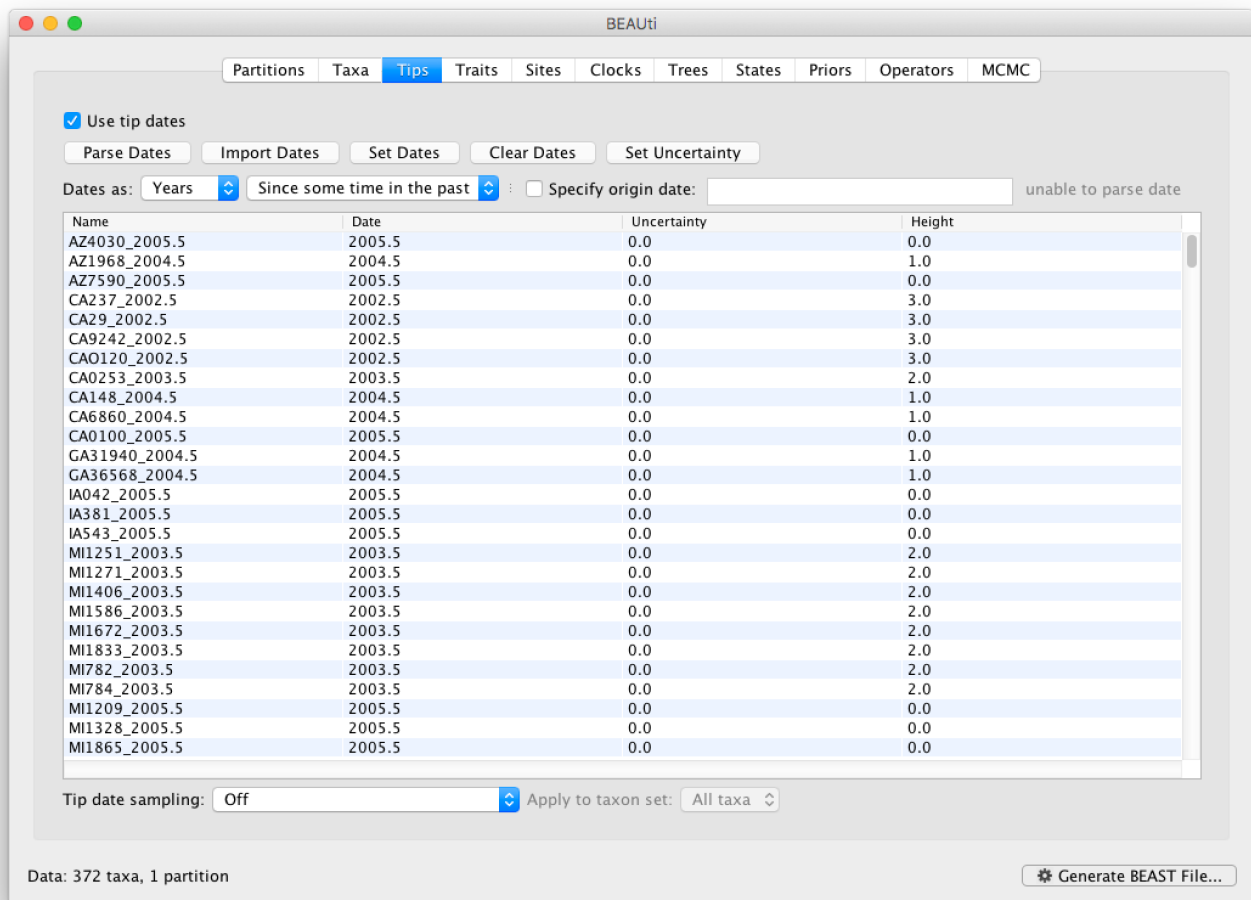 BEAUti
Partitions Taxa Tips Traits Sites Clocks Trees States Priors Operators MCMC
Use tip dates
Parse Dates Import Dates Set Dates Clear Dates Set Uncertainty
Dates as: Years Since some time in the past Specify origin date: unable to parse date
Name Date Uncertainty Height
AZ4030_2005.5 2005.5 0.0 0.0
AZ1968_2004.5 2004.5 0.0 1.0
AZ7590_2005.5 2005.5 0.0 0.0
CA237_2002.5 2002.5 0.0 3.0
CA29_2002.5 2002.5 0.0 3.0
CA9242_2002.5 2002.5 0.0 3.0
CAO120_2002.5 2002.5 0.0 3.0
CA0253_2003.5 2003.5 0.0 2.0
CA148_2004.5 2004.5 0.0 1.0
CA6860_2004.5 2004.5 0.0 1.0
CA0100_2005.5 2005.5 0.0 0.0
GA31940_2004.5 2004.5 0.0 1.0
GA36568_2004.5 2004.5 0.0 1.0
IA042_2005.5 2005.5 0.0 0.0
IA381_2005.5 2005.5 0.0 0.0
IA543_2005.5 2005.5 0.0 0.0
MI1251_2003.5 2003.5 0.0 2.0
MI1271_2003.5 2003.5 0.0 2.0
MI1406_2003.5 2003.5 0.0 2.0
MI1586_2003.5 2003.5 0.0 2.0
MI1672_2003.5 2003.5 0.0 2.0
MI1833_2003.5 2003.5 0.0 2.0
MI782_2003.5 2003.5 0.0 2.0
MI784_2003.5 2003.5 0.0 2.0
MI1209_2005.5 2005.5 0.0 0.0
MI1328_2005.5 2005.5 0.0 0.0
MI1865_2005.5 2005.5 0.0 0.0
Tip date sampling: Off Apply to taxon set: All taxa
Data: 372 taxa, 1 partition Generate BEAST File...